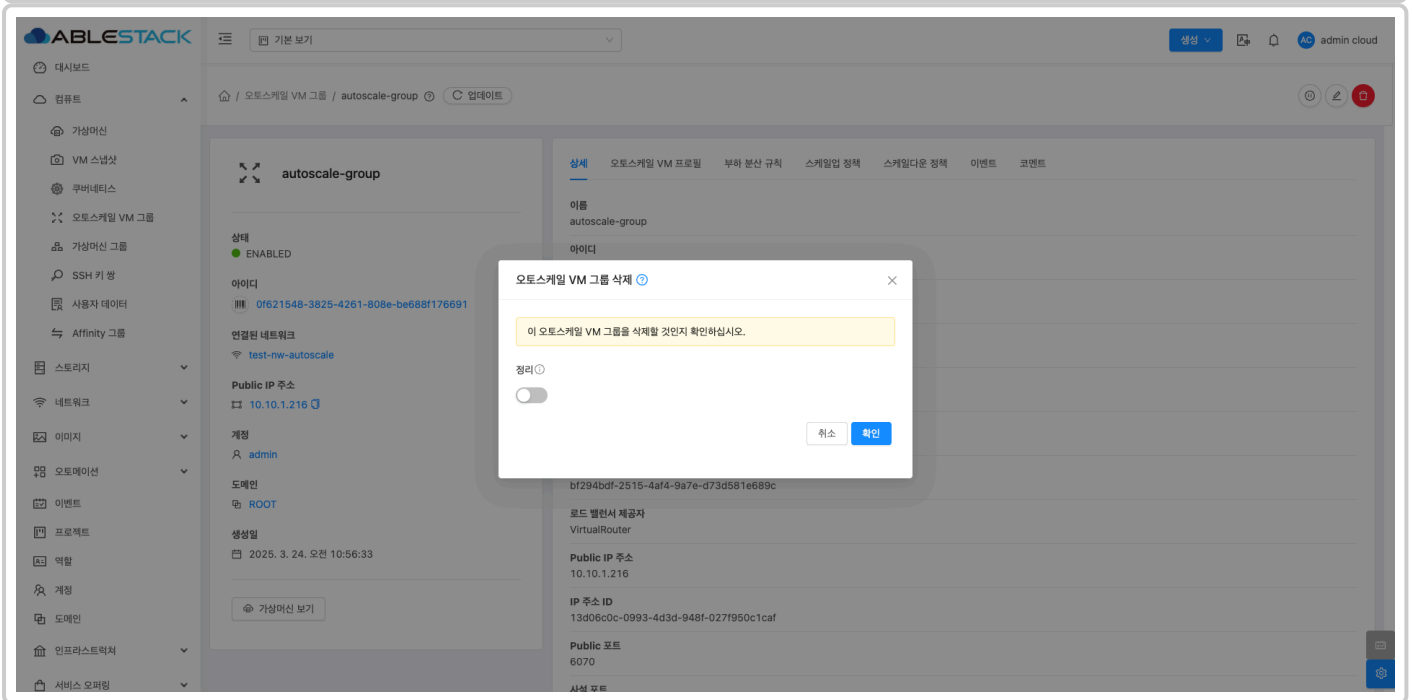 ABLESTACK
기본 보기
생성
AC
admin cloud
대시보드
컴퓨트
가상머신
VM 스냅샷
쿠버네티스
오토스케일 VM 그룹
가상머신 그룹
SSH 키 쌍
사용자 데이터
Affinity 그룹
스토리지
네트워크
이미지
오토메이션
이벤트
프로젝트
역할
계정
도메인
인프라스트럭쳐
서비스 오퍼링
/ 오토스케일 VM 그룹 / autoscale-group
업데이트
autoscale-group
상태
ENABLED
아이디
0f621548-3825-4261-808e-be688f176691
연결된 네트워크
test-nw-autoscale
Public IP 주소
10.10.1.216
계정
admin
도메인
ROOT
생성일
2025. 3. 24. 오전 10:56:33
가상머신 보기
상세 오토스케일 VM 프로필 부하 분산 규칙 스케일업 정책 스케일다운 정책 이벤트 코멘트
이름
autoscale-group
아이디
오토스케일 VM 그룹 삭제
이 오토스케일 VM 그룹을 삭제할 것인지 확인하십시오.
정리
취소 확인
bf294bdf-2515-4af4-9a7e-d73d581e689c
로드 밸런서 제공자
VirtualRouter
Public IP 주소
10.10.1.216
IP 주소 ID
13d06c0c-0993-4d3d-948f-027f950c1caf
Public 포트
6070
사설 포트